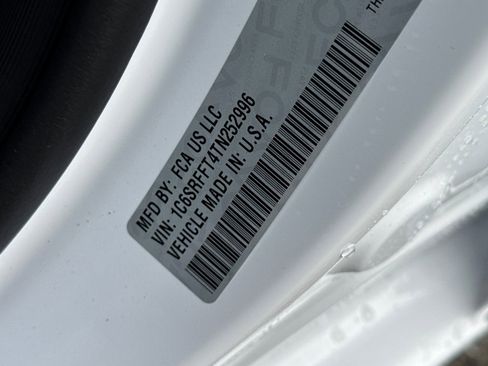 MFD BY: FCA US LLC
VIN: 1C6SRFFT4TN252996
VEHICLE MADE IN: U.S.A.